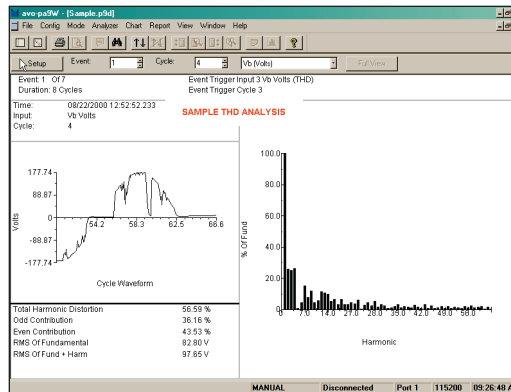 avo-pa9W - [Sample.p9d]
File Config Mode Analyzer Chart Report View Window Help
Setup Event: 1 Cycle: 4 Vb (Volts) Full View
Event: 1 Of 7 Event Trigger Input 3 Vb Volts (THD)
Duration: 8 Cycles Event Trigger Cycle 3
Time: 08/22/2000 12:52:52.233
Input: Vb Volts
Cycle: 4
SAMPLE THD ANALYSIS
177.74
88.87
0
-88.87
-177.74
Volts
54.2 58.3 62.5 66.6
Cycle Waveform
100.0
80.0
60.0
40.0
20.0
0
% Of Fund
7.0 14.0 21.0 28.0 35.0 42.0 49.0 56.0
Harmonic
Total Harmonic Distortion 56.59 %
Odd Contribution 36.16 %
Even Contribution 43.53 %
RMS Of Fundamental 82.80 V
RMS Of Fund + Harm 97.65 V
MANUAL Disconnected Port 1 115200 09:26:48 A